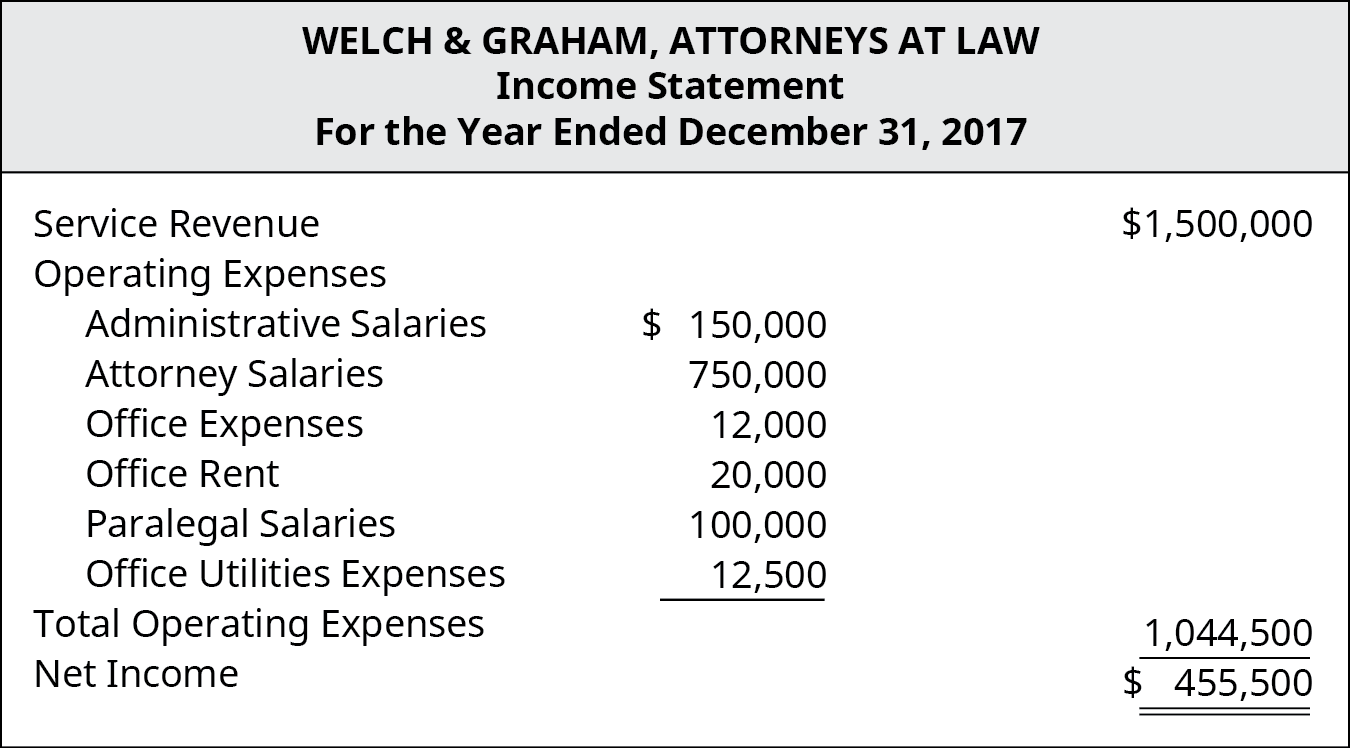 WELCH & GRAHAM, ATTORNEYS AT LAW
Income Statement
For the Year Ended December 31, 2017
Service Revenue $1,500,000
Operating Expenses
Administrative Salaries $ 150,000
Attorney Salaries 750,000
Office Expenses 12,000
Office Rent 20,000
Paralegal Salaries 100,000
Office Utilities Expenses 12,500
Total Operating Expenses 1,044,500
Net Income $ 455,500